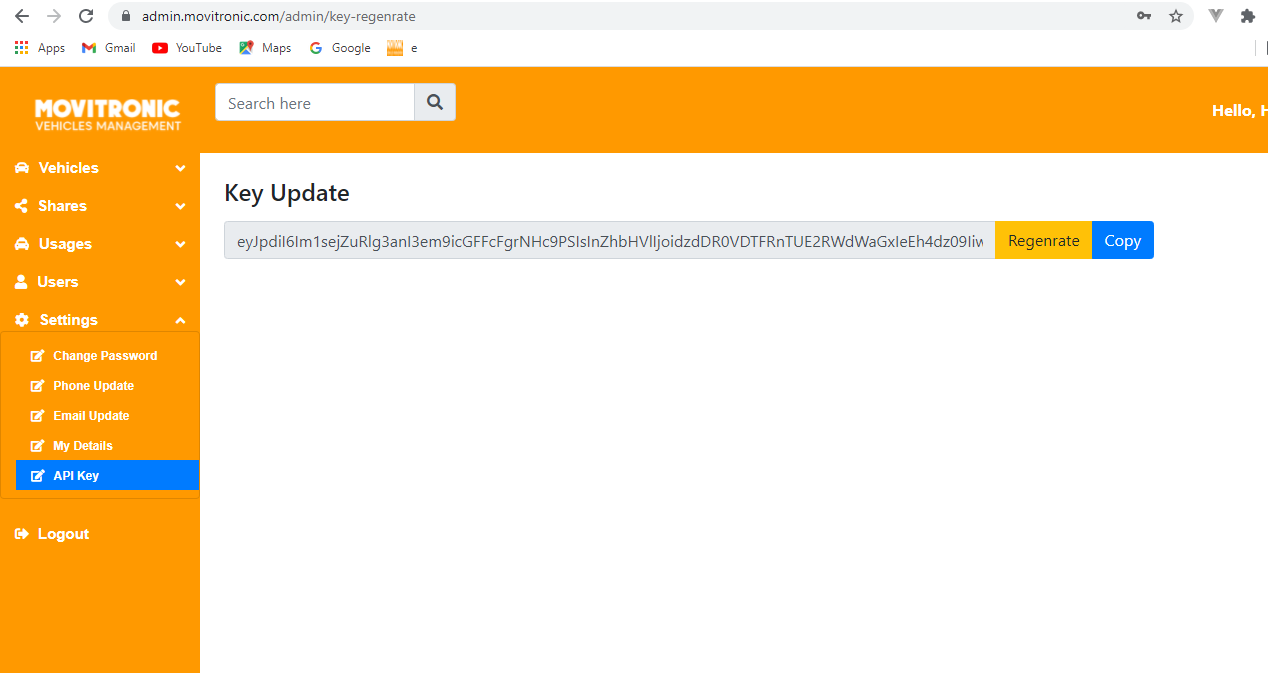 admin.movitronic.com/admin/key-regenrate
Apps Gmail YouTube Maps Google e
MOVITRONIC
VEHICLES MANAGEMENT
Search here
Hello, H
Vehicles
Shares
Usages
Users
Settings
Change Password
Phone Update
Email Update
My Details
API Key
Logout
Key Update
Regenrate Copy